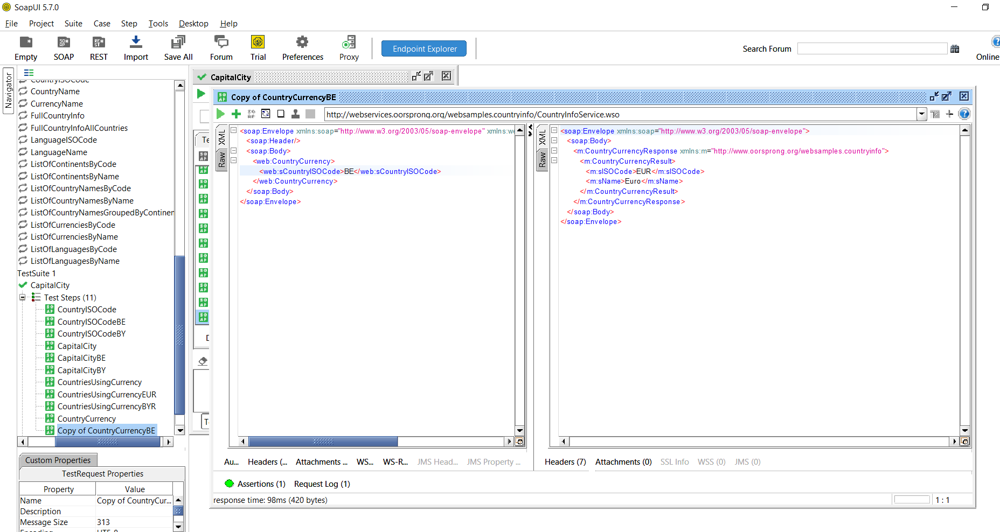 SoapUI 5.7.0
File Project Suite Case Step Tools Desktop Help
Empty SOAP REST Import Save All Forum Trial Preferences Proxy Endpoint Explorer Search Forum Online
Navigator
CountryISOCode
CountryName
CurrencyName
FullCountryInfo
FullCountryInfoAllCountries
LanguageISOCode
LanguageName
ListOfContinentsByCode
ListOfContinentsByName
ListOfCountryNamesByCode
ListOfCountryNamesByName
ListOfCountryNamesGroupedByContinen
ListOfCurrenciesByCode
ListOfCurrenciesByName
ListOfLanguagesByCode
ListOfLanguagesByName
TestSuite 1
CapitalCity
Test Steps (11)
CountryISOCode
CountryISOCodeBE
CountryISOCodeBY
CapitalCity
CapitalCityBE
CapitalCityBY
CountriesUsingCurrency
CountriesUsingCurrencyEUR
CountriesUsingCurrencyBYR
CountryCurrency
Copy of CountryCurrencyBE
Custom Properties
TestRequest Properties
Property Value
Name Copy of CountryCur...
Description
Message Size 313
Encoding UTF-8
CapitalCity
Te
Copy of CountryCurrencyBE
http://webservices.oorsprong.org/websamples.countryinfo/CountryInfoService.wso
XML
Raw
<soap:Envelope xmlns:soap="http://www.w3.org/2003/05/soap-envelope" xmlns:we
<soap:Header/>
<soap:Body>
<web:CountryCurrency>
<web:sCountryISOCode>BE</web:sCountryISOCode>
</web:CountryCurrency>
</soap:Body>
</soap:Envelope>
XML
Raw
<soap:Envelope xmlns:soap="http://www.w3.org/2003/05/soap-envelope">
<soap:Body>
<m:CountryCurrencyResponse xmlns:m="http://www.oorsprong.org/websamples.countryinfo">
<m:CountryCurrencyResult>
<m:sISOCode>EUR</m:sISOCode>
<m:sName>Euro</m:sName>
</m:CountryCurrencyResult>
</m:CountryCurrencyResponse>
</soap:Body>
</soap:Envelope>
Au... Headers (... Attachments ... WS... WS-R... JMS Head... JMS Property ...
Headers (7) Attachments (0) SSL Info WSS (0) JMS (0)
Assertions (1) Request Log (1)
response time: 98ms (420 bytes)
1 : 1